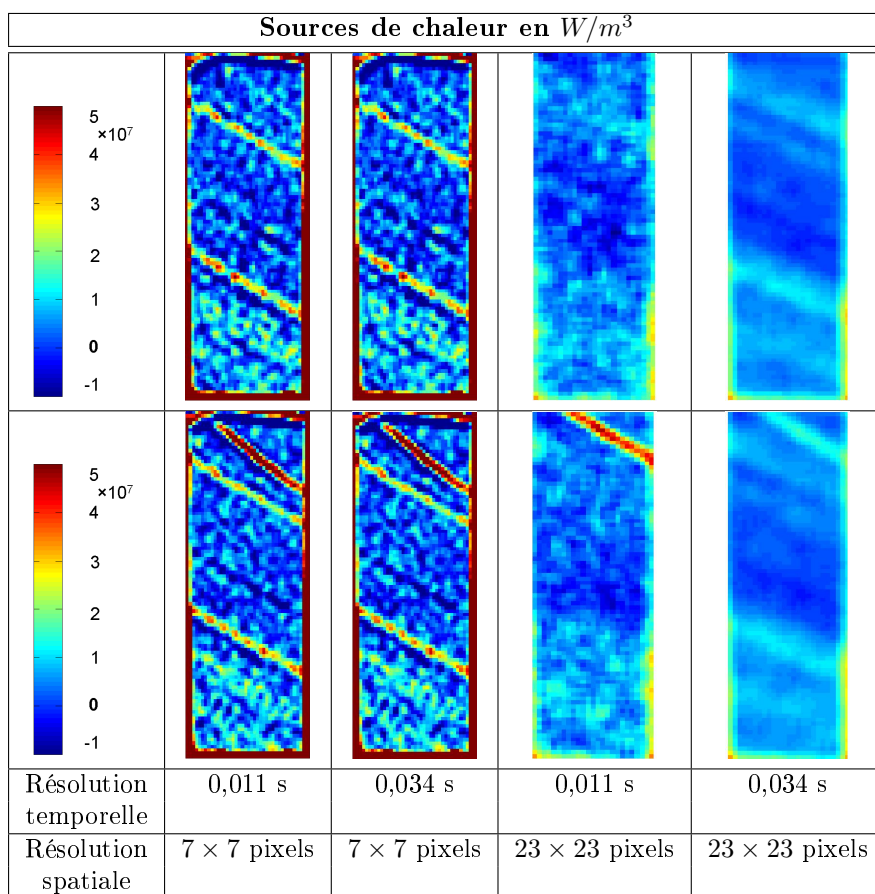 Sources de chaleur en W/m³
5
×10⁷
4
3
2
1
0
-1
5
×10⁷
4
3
2
1
0
-1
Résolution temporelle
0,011 s
0,034 s
0,011 s
0,034 s
Résolution spatiale
7 × 7 pixels
7 × 7 pixels
23 × 23 pixels
23 × 23 pixels